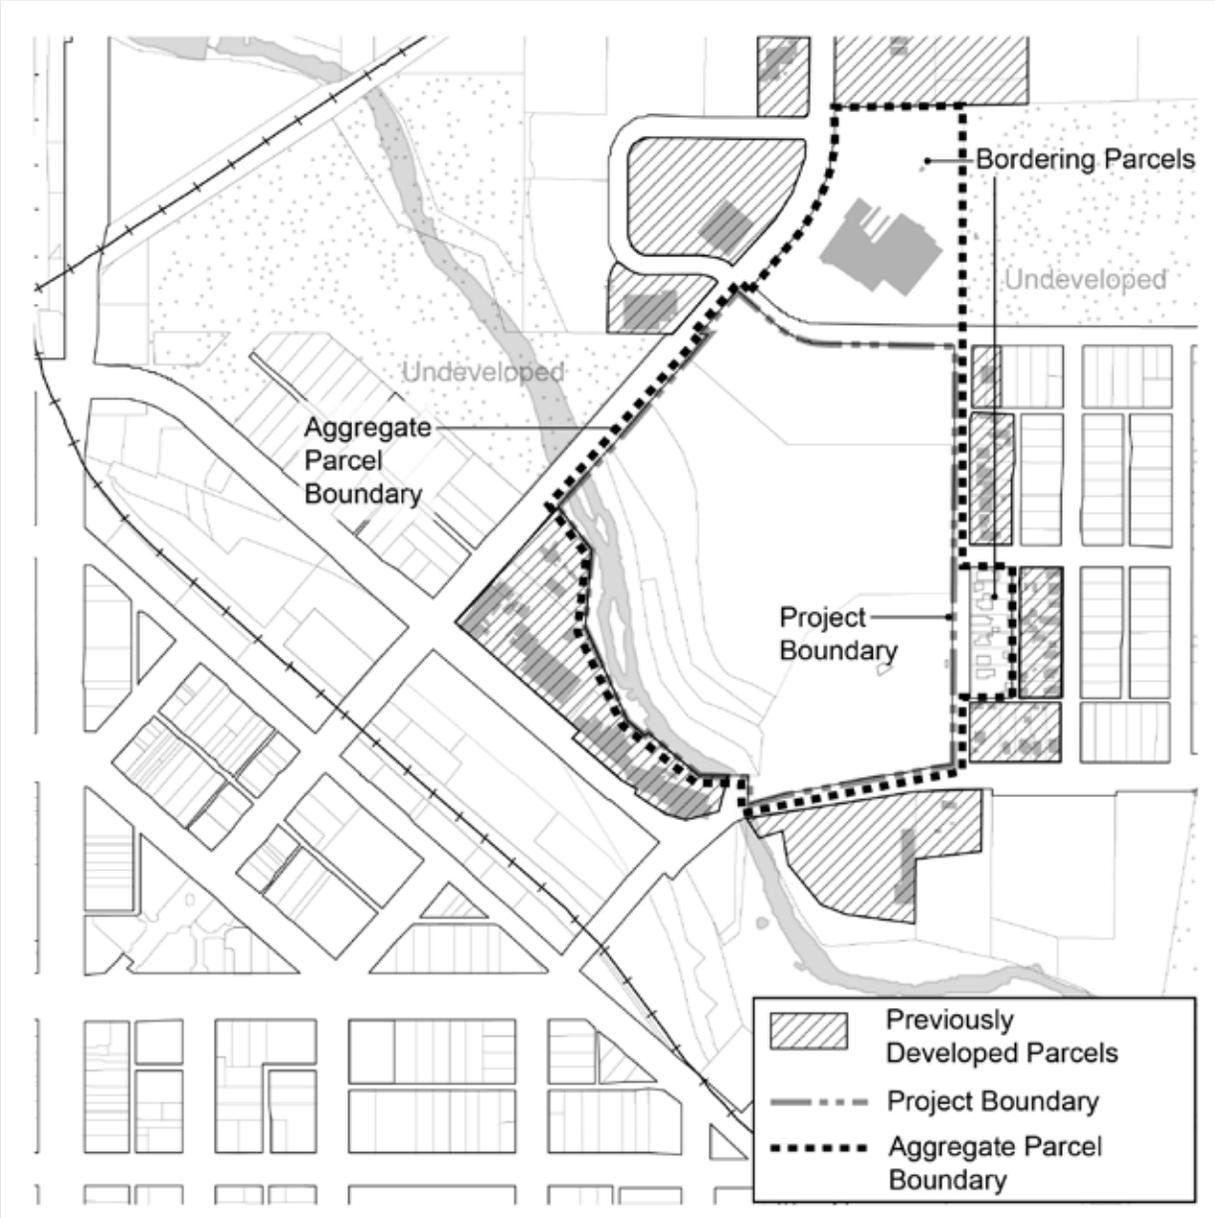 Bordering Parcels
Undeveloped
Undeveloped
Aggregate
Parcel
Boundary
Project
Boundary
Previously
Developed Parcels
Project Boundary
Aggregate Parcel
Boundary